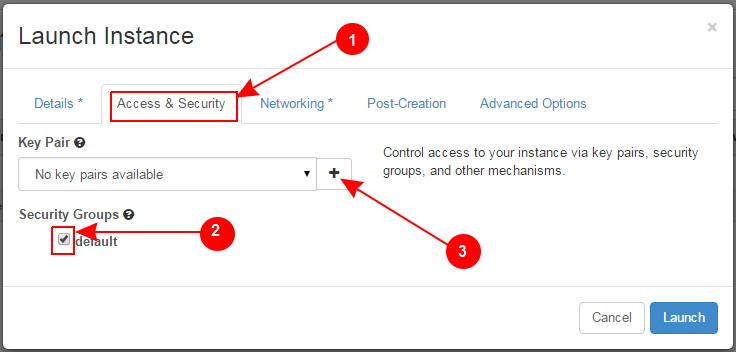 Launch Instance
×
1
Details *
Access & Security
Networking *
Post-Creation
Advanced Options
Key Pair
No key pairs available
+
Control access to your instance via key pairs, security
groups, and other mechanisms.
Security Groups
2
default
3
Cancel
Launch